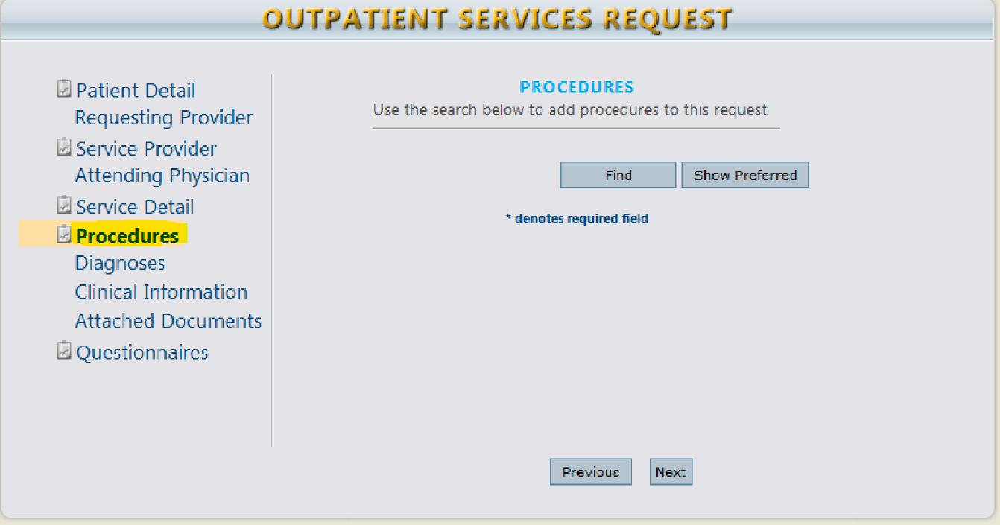 OUTPATIENT SERVICES REQUEST
Patient Detail
Requesting Provider
Service Provider
Attending Physician
Service Detail
Procedures
Diagnoses
Clinical Information
Attached Documents
Questionnaires
PROCEDURES
Use the search below to add procedures to this request
Find Show Preferred
* denotes required field
Previous Next